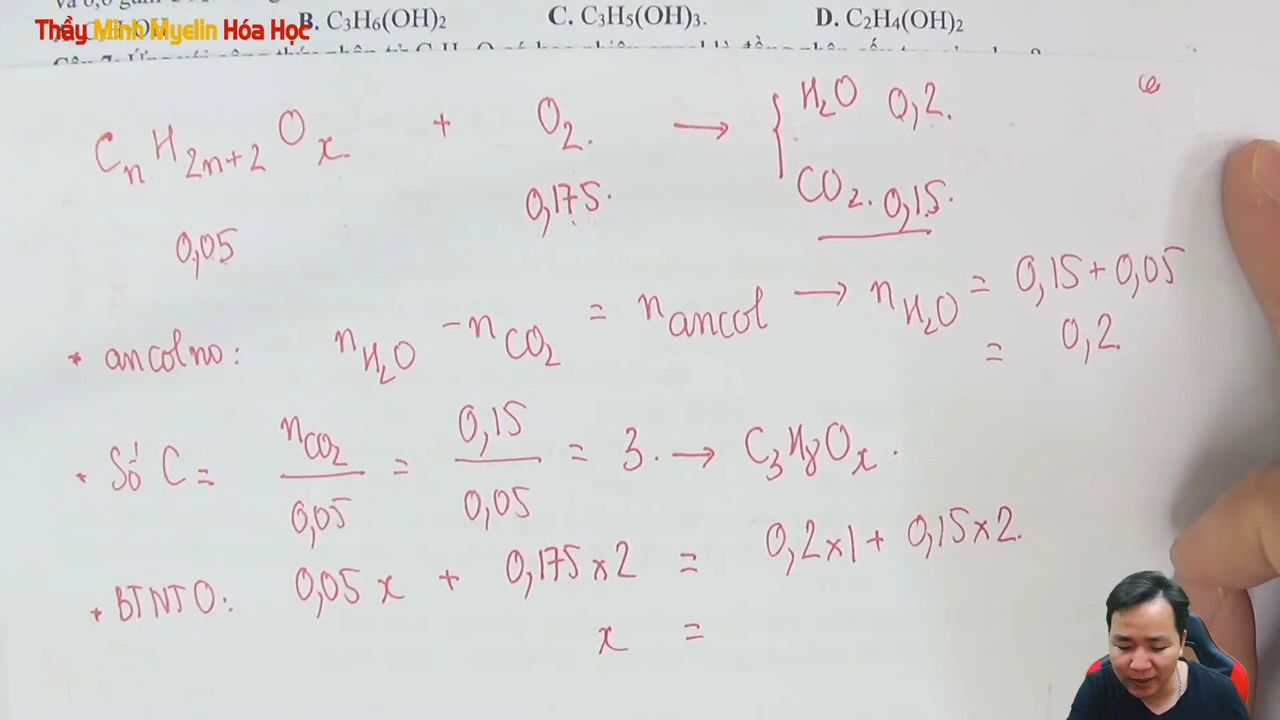 B. C3H6(OH)2 C. C3H5(OH)3. D. C2H4(OH)2
Thầy Minh Myelin Hóa Học
CnH2n+2Ox + O2. → { H2O 0,2.
CO2. 0,15.
0,05 0,175.
* ancol no: nH2O - nCO2 = nancol → nH2O = 0,15 + 0,05
= 0,2
* Số C = nCO2/0,05 = 0,15/0,05 = 3. → C3H8Ox.
* BTNTO: 0,05x + 0,175x2 = 0,2x1 + 0,15x2.
x =